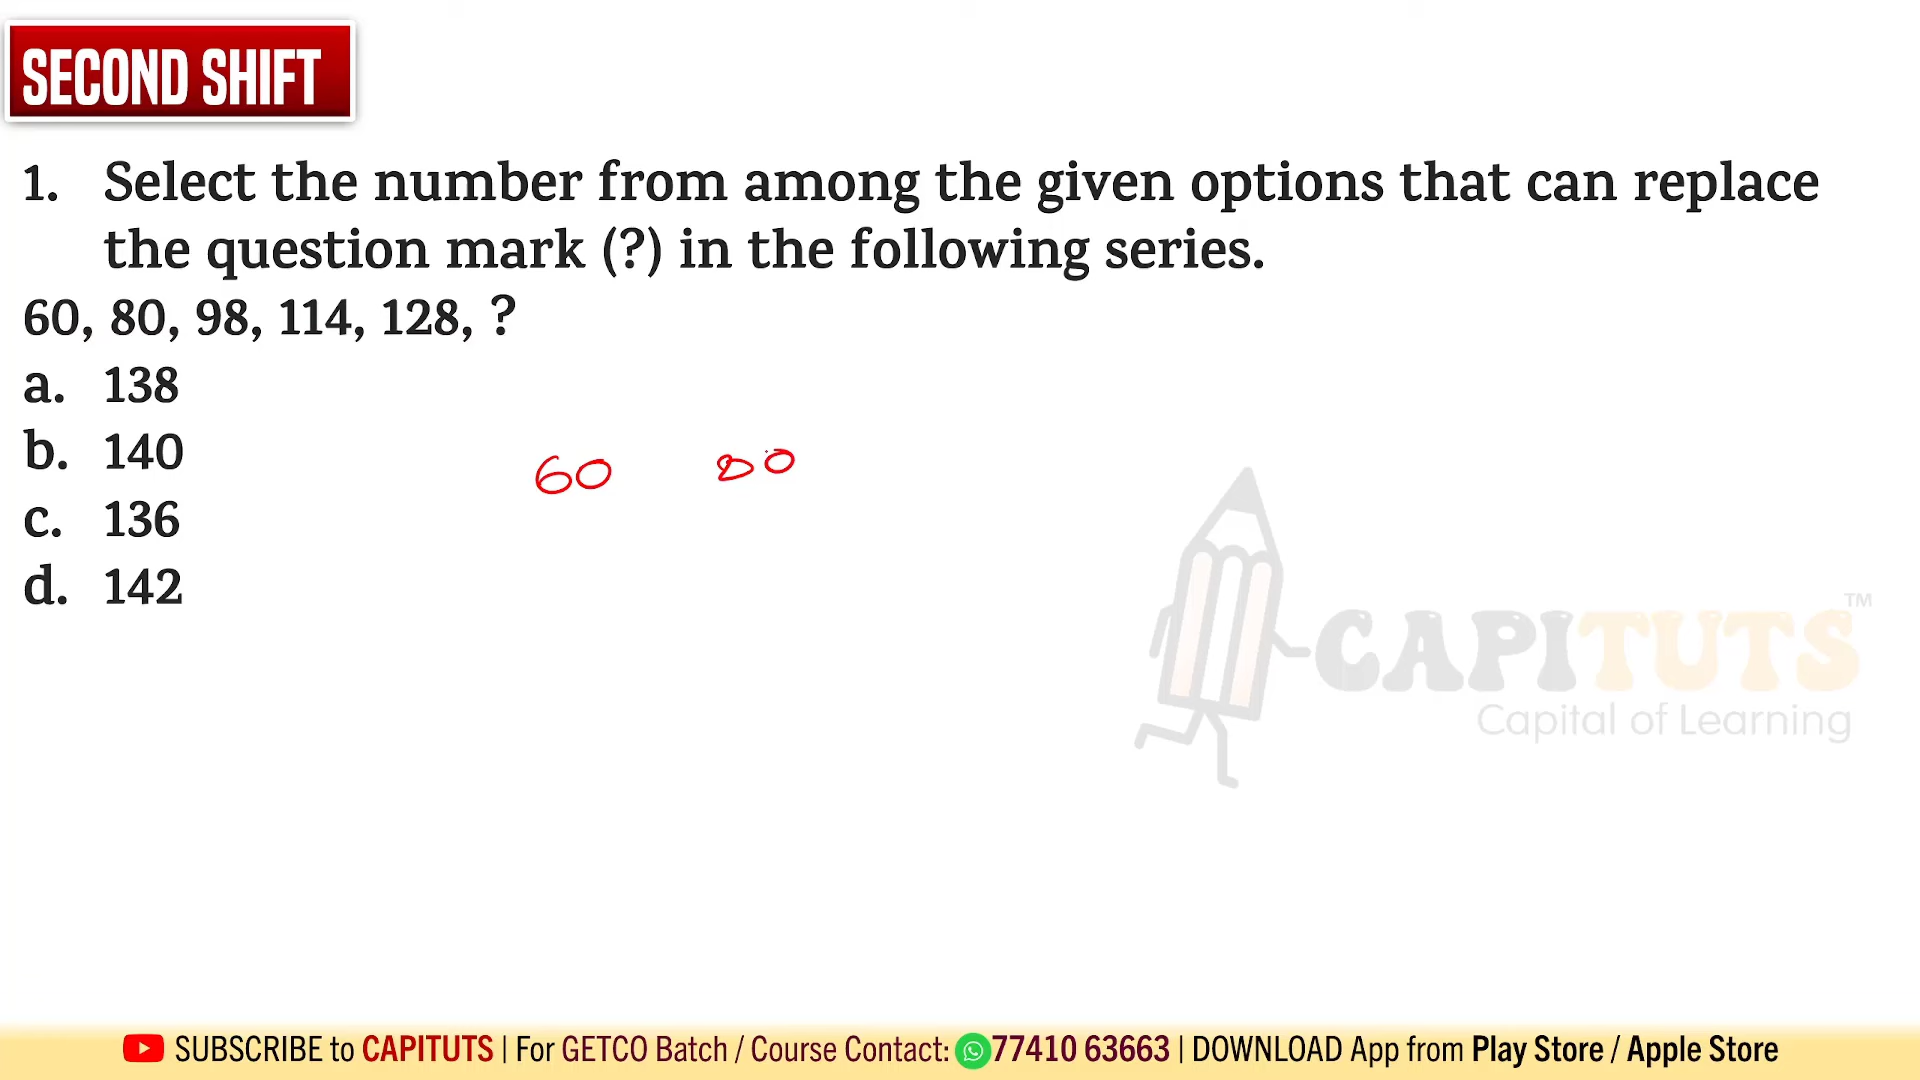 SECOND SHIFT
1. Select the number from among the given options that can replace
the question mark (?) in the following series.
60, 80, 98, 114, 128, ?
a. 138
b. 140
c. 136
d. 142
60 80
CAPITUTS™
Capital of Learning
SUBSCRIBE to CAPITUTS | For GETCO Batch / Course Contact: 77410 63663 | DOWNLOAD App from Play Store / Apple Store